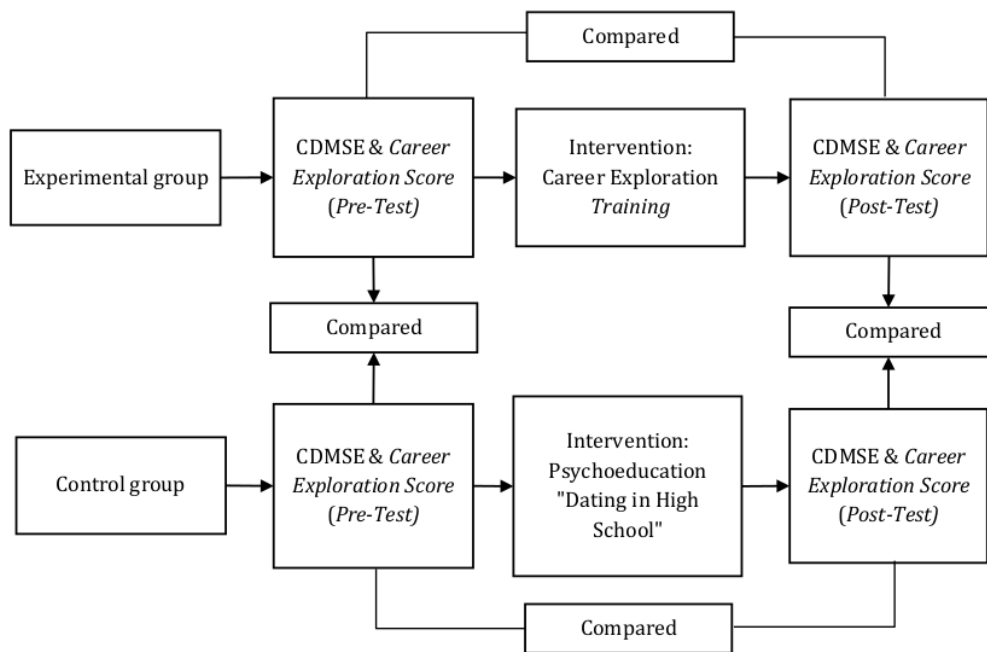 Compared
Experimental group
CDMSE & Career
Exploration Score
(Pre-Test)
Intervention:
Career Exploration
Training
CDMSE & Career
Exploration Score
(Post-Test)
Compared
Compared
Control group
CDMSE & Career
Exploration Score
(Pre-Test)
Intervention:
Psychoeducation
"Dating in High
School"
CDMSE & Career
Exploration Score
(Post-Test)
Compared